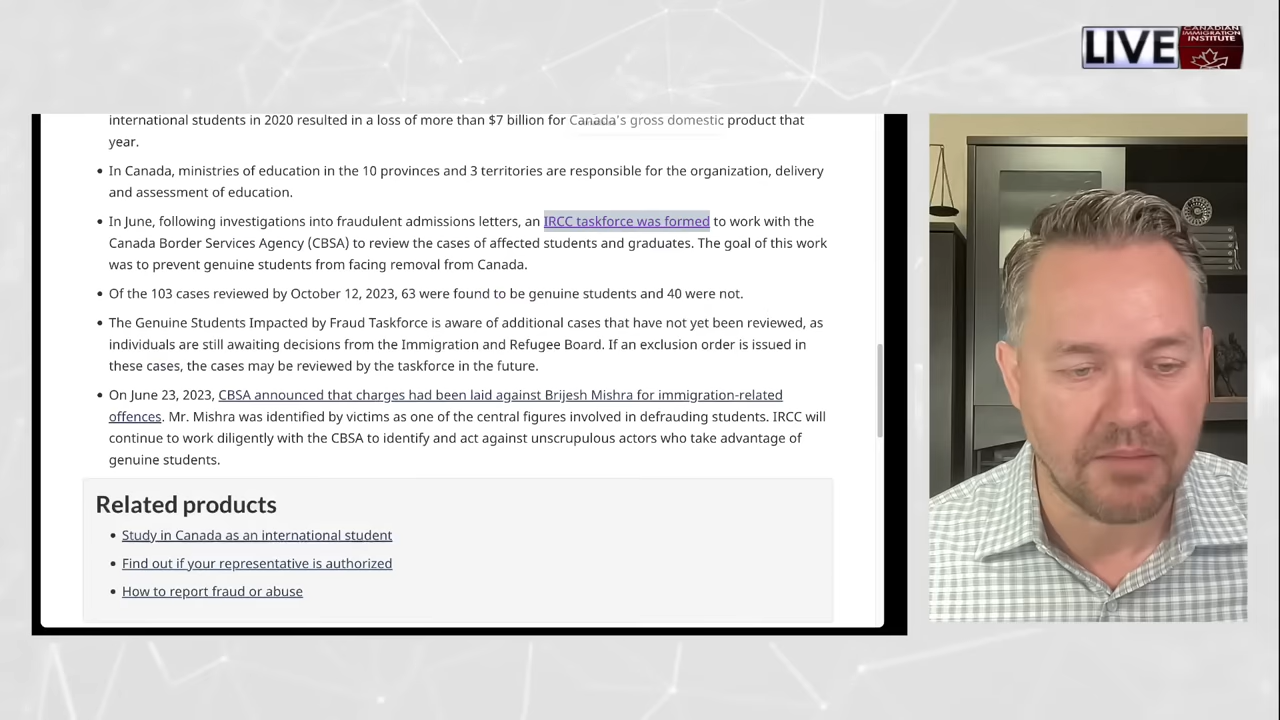 LIVE
CANADIAN
IMMIGRATION
INSTITUTE
international students in 2020 resulted in a loss of more than $7 billion for Canada's gross domestic product that
year.
• In Canada, ministries of education in the 10 provinces and 3 territories are responsible for the organization, delivery
and assessment of education.
• In June, following investigations into fraudulent admissions letters, an IRCC taskforce was formed to work with the
Canada Border Services Agency (CBSA) to review the cases of affected students and graduates. The goal of this work
was to prevent genuine students from facing removal from Canada.
• Of the 103 cases reviewed by October 12, 2023, 63 were found to be genuine students and 40 were not.
• The Genuine Students Impacted by Fraud Taskforce is aware of additional cases that have not yet been reviewed, as
individuals are still awaiting decisions from the Immigration and Refugee Board. If an exclusion order is issued in
these cases, the cases may be reviewed by the taskforce in the future.
• On June 23, 2023, CBSA announced that charges had been laid against Brijesh Mishra for immigration-related
offences. Mr. Mishra was identified by victims as one of the central figures involved in defrauding students. IRCC will
continue to work diligently with the CBSA to identify and act against unscrupulous actors who take advantage of
genuine students.
Related products
• Study in Canada as an international student
• Find out if your representative is authorized
• How to report fraud or abuse